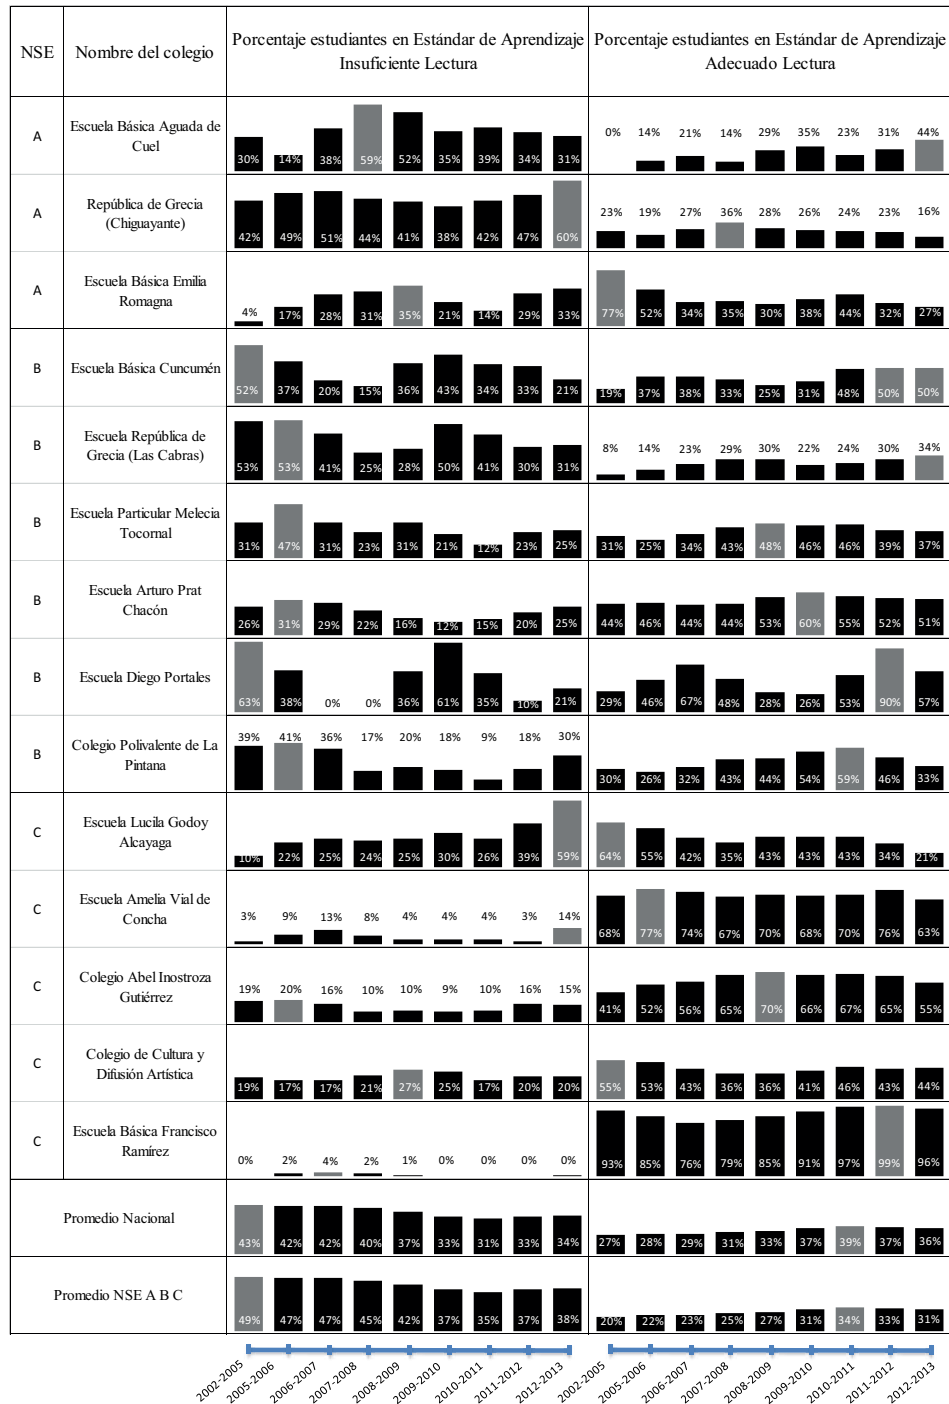 NSE
Nombre del colegio
Porcentaje estudiantes en Estándar de Aprendizaje
Insuficiente Lectura
Porcentaje estudiantes en Estándar de Aprendizaje
Adecuado Lectura
A
Escuela Básica Aguada de
Cuel
30% 14% 38% 59% 52% 35% 39% 34% 31%
0% 14% 21% 14% 29% 35% 23% 31% 44%
A
República de Grecia
(Chiguayante)
42% 49% 51% 44% 41% 38% 42% 47% 60%
23% 19% 27% 36% 28% 26% 24% 23% 16%
A
Escuela Básica Emilia
Romagna
4% 17% 28% 31% 35% 21% 14% 29% 33%
77% 52% 34% 35% 30% 38% 44% 32% 27%
B
Escuela Básica Cuncumén
52% 37% 20% 15% 36% 43% 34% 33% 21%
19% 37% 38% 33% 25% 31% 48% 50% 50%
B
Escuela República de
Grecia (Las Cabras)
53% 53% 41% 25% 28% 50% 41% 30% 31%
8% 14% 23% 29% 30% 22% 24% 30% 34%
B
Escuela Particular Melecia
Tocornal
31% 47% 31% 23% 31% 21% 12% 23% 25%
31% 25% 34% 43% 48% 46% 46% 39% 37%
B
Escuela Arturo Prat
Chacón
26% 31% 29% 22% 16% 12% 15% 20% 25%
44% 46% 44% 44% 53% 60% 55% 52% 51%
B
Escuela Diego Portales
63% 38% 0% 0% 36% 61% 35% 10% 21%
29% 46% 67% 48% 28% 26% 53% 90% 57%
B
Colegio Polivalente de La
Pintana
39% 41% 36% 17% 20% 18% 9% 18% 30%
30% 26% 32% 43% 44% 54% 59% 46% 33%
C
Escuela Lucila Godoy
Alcayaga
10% 22% 25% 24% 25% 30% 26% 39% 59%
64% 55% 42% 35% 43% 43% 43% 34% 21%
C
Escuela Amelia Vial de
Concha
3% 9% 13% 8% 4% 4% 4% 3% 14%
68% 77% 74% 67% 70% 68% 70% 76% 63%
C
Colegio Abel Inostroza
Gutiérrez
19% 20% 16% 10% 10% 9% 10% 16% 15%
41% 52% 56% 65% 70% 66% 67% 65% 55%
C
Colegio de Cultura y
Difusión Artística
19% 17% 17% 21% 27% 25% 17% 20% 20%
55% 53% 43% 36% 36% 41% 46% 43% 44%
C
Escuela Básica Francisco
Ramírez
0% 2% 4% 2% 1% 0% 0% 0% 0%
93% 85% 76% 79% 85% 91% 97% 99% 96%
Promedio Nacional
43% 42% 42% 40% 37% 33% 31% 33% 34%
27% 28% 29% 31% 33% 37% 39% 37% 36%
Promedio NSE A B C
49% 47% 47% 45% 42% 37% 35% 37% 38%
20% 22% 23% 25% 27% 31% 34% 33% 31%
2002-2005 2005-2006 2006-2007 2007-2008 2008-2009 2009-2010 2010-2011 2011-2012 2012-2013
2002-2005 2005-2006 2006-2007 2007-2008 2008-2009 2009-2010 2010-2011 2011-2012 2012-2013